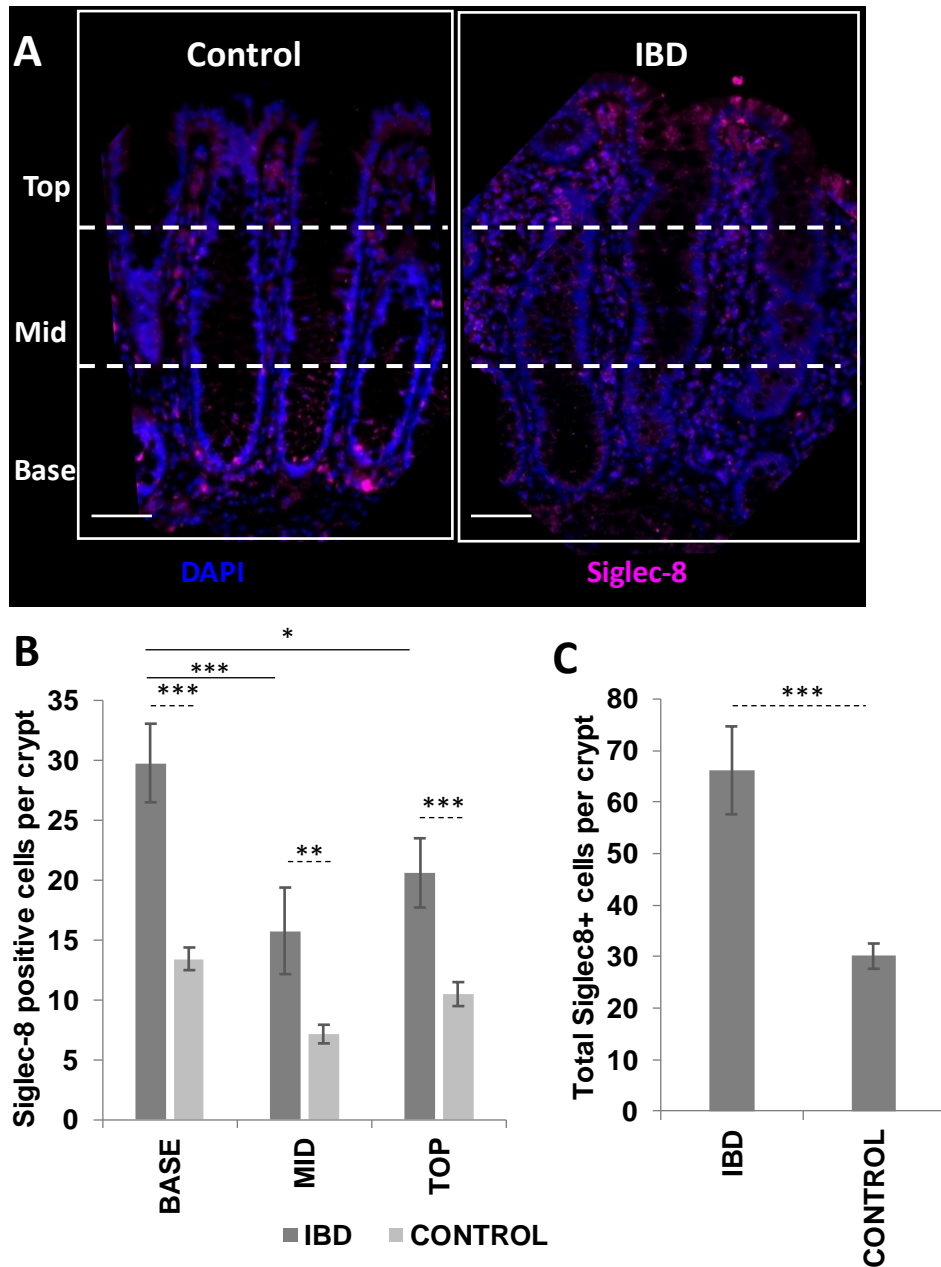 A
Control
IBD
Top
Mid
Base
DAPI
Siglec-8
B
*
***
***
**
***
Siglec-8 positive cells per crypt
35
30
25
20
15
10
5
0
BASE
MID
TOP
IBD
CONTROL
C
***
Total Siglec8+ cells per crypt
80
70
60
50
40
30
20
10
0
IBD
CONTROL